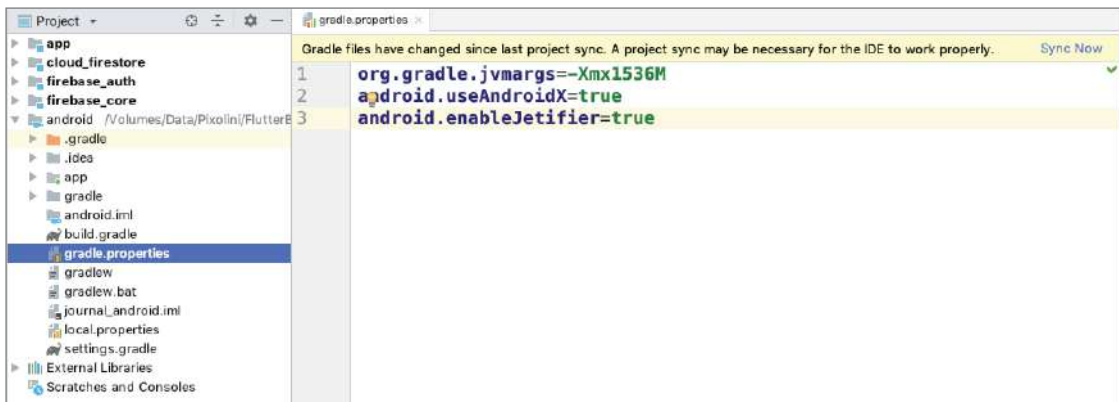 Project
gradle.properties
app
cloud_firestore
firebase_auth
firebase_core
android /Volumes/Data/Pixolini/FlutterE
.gradle
.idea
app
gradle
android.iml
build.gradle
gradle.properties
gradlew
gradlew.bat
journal_android.iml
local.properties
settings.gradle
External Libraries
Scratches and Consoles
Gradle files have changed since last project sync. A project sync may be necessary for the IDE to work properly. Sync Now
1 org.gradle.jvmargs=-Xmx1536M
2 android.useAndroidX=true
3 android.enableJetifier=true